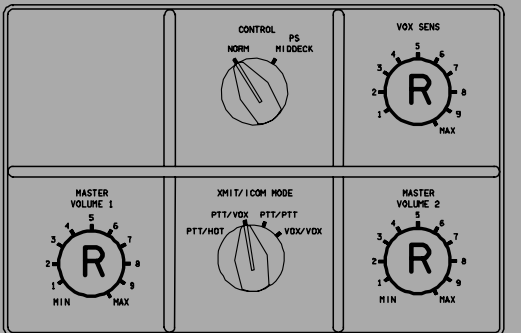 CONTROL
PS
NORM MIDDECK
VOX SENS
5
4 6
3 7
2 8
1 9
R
MAX
MASTER
VOLUME 1
5
4 6
3 7
2 8
1 9
R
MIN MAX
XMIT/ICOM MODE
PTT/VOX PTT/PTT
PTT/HOT VOX/VOX
MASTER
VOLUME 2
5
4 6
3 7
2 8
1 9
R
MIN MAX